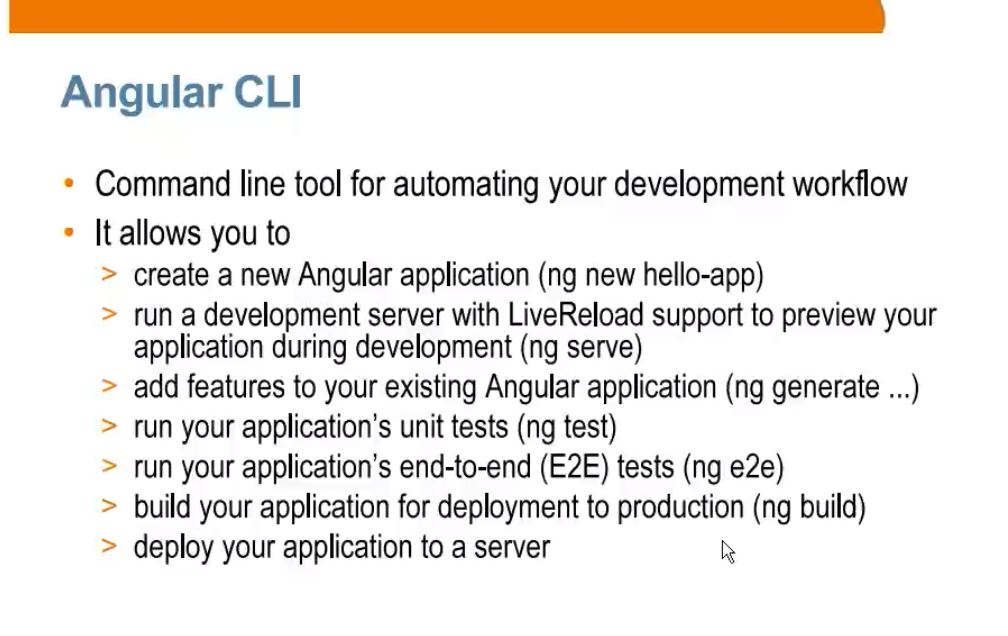 Angular CLI
• Command line tool for automating your development workflow
• It allows you to
> create a new Angular application (ng new hello-app)
> run a development server with LiveReload support to preview your
application during development (ng serve)
> add features to your existing Angular application (ng generate ...)
> run your application’s unit tests (ng test)
> run your application’s end-to-end (E2E) tests (ng e2e)
> build your application for deployment to production (ng build)
> deploy your application to a server